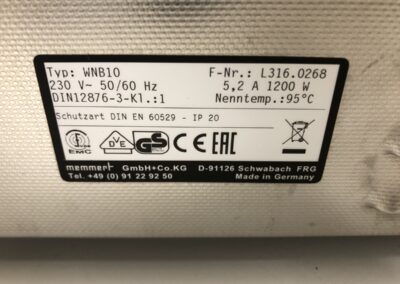 Typ: WNB10 F-Nr.: L316.0268
230 V~ 50/60 Hz 5,2 A 1200 W
DIN12876-3-Kl.:1 Nenntemp.:95°C
Schutzart DIN EN 60529 - IP 20
EMC DVE GS CE EAC
memmert GmbH+Co.KG D-91126 Schwabach FRG
Tel. +49 (0) 91 22 92 50 Made in Germany